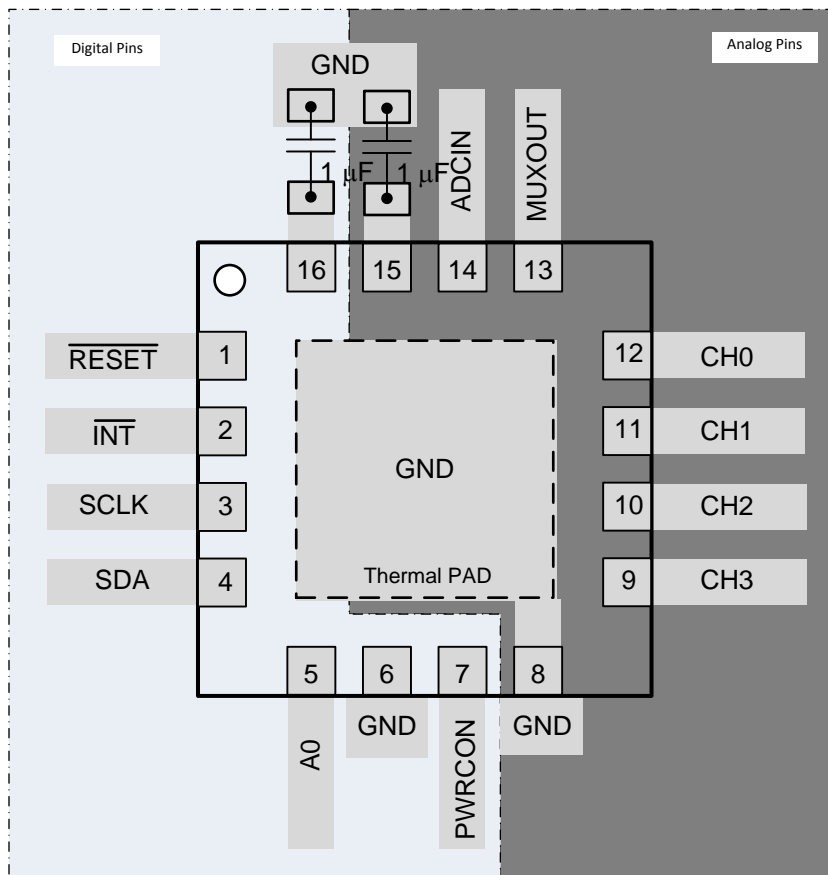 Digital Pins
Analog Pins
GND
1 μF
1 μF
ADCIN
MUXOUT
16
15
14
13
RESET
1
12
CH0
INT
2
11
CH1
GND
SCLK
3
10
CH2
SDA
4
Thermal PAD
9
CH3
5
6
7
8
A0
GND
PWRCON
GND